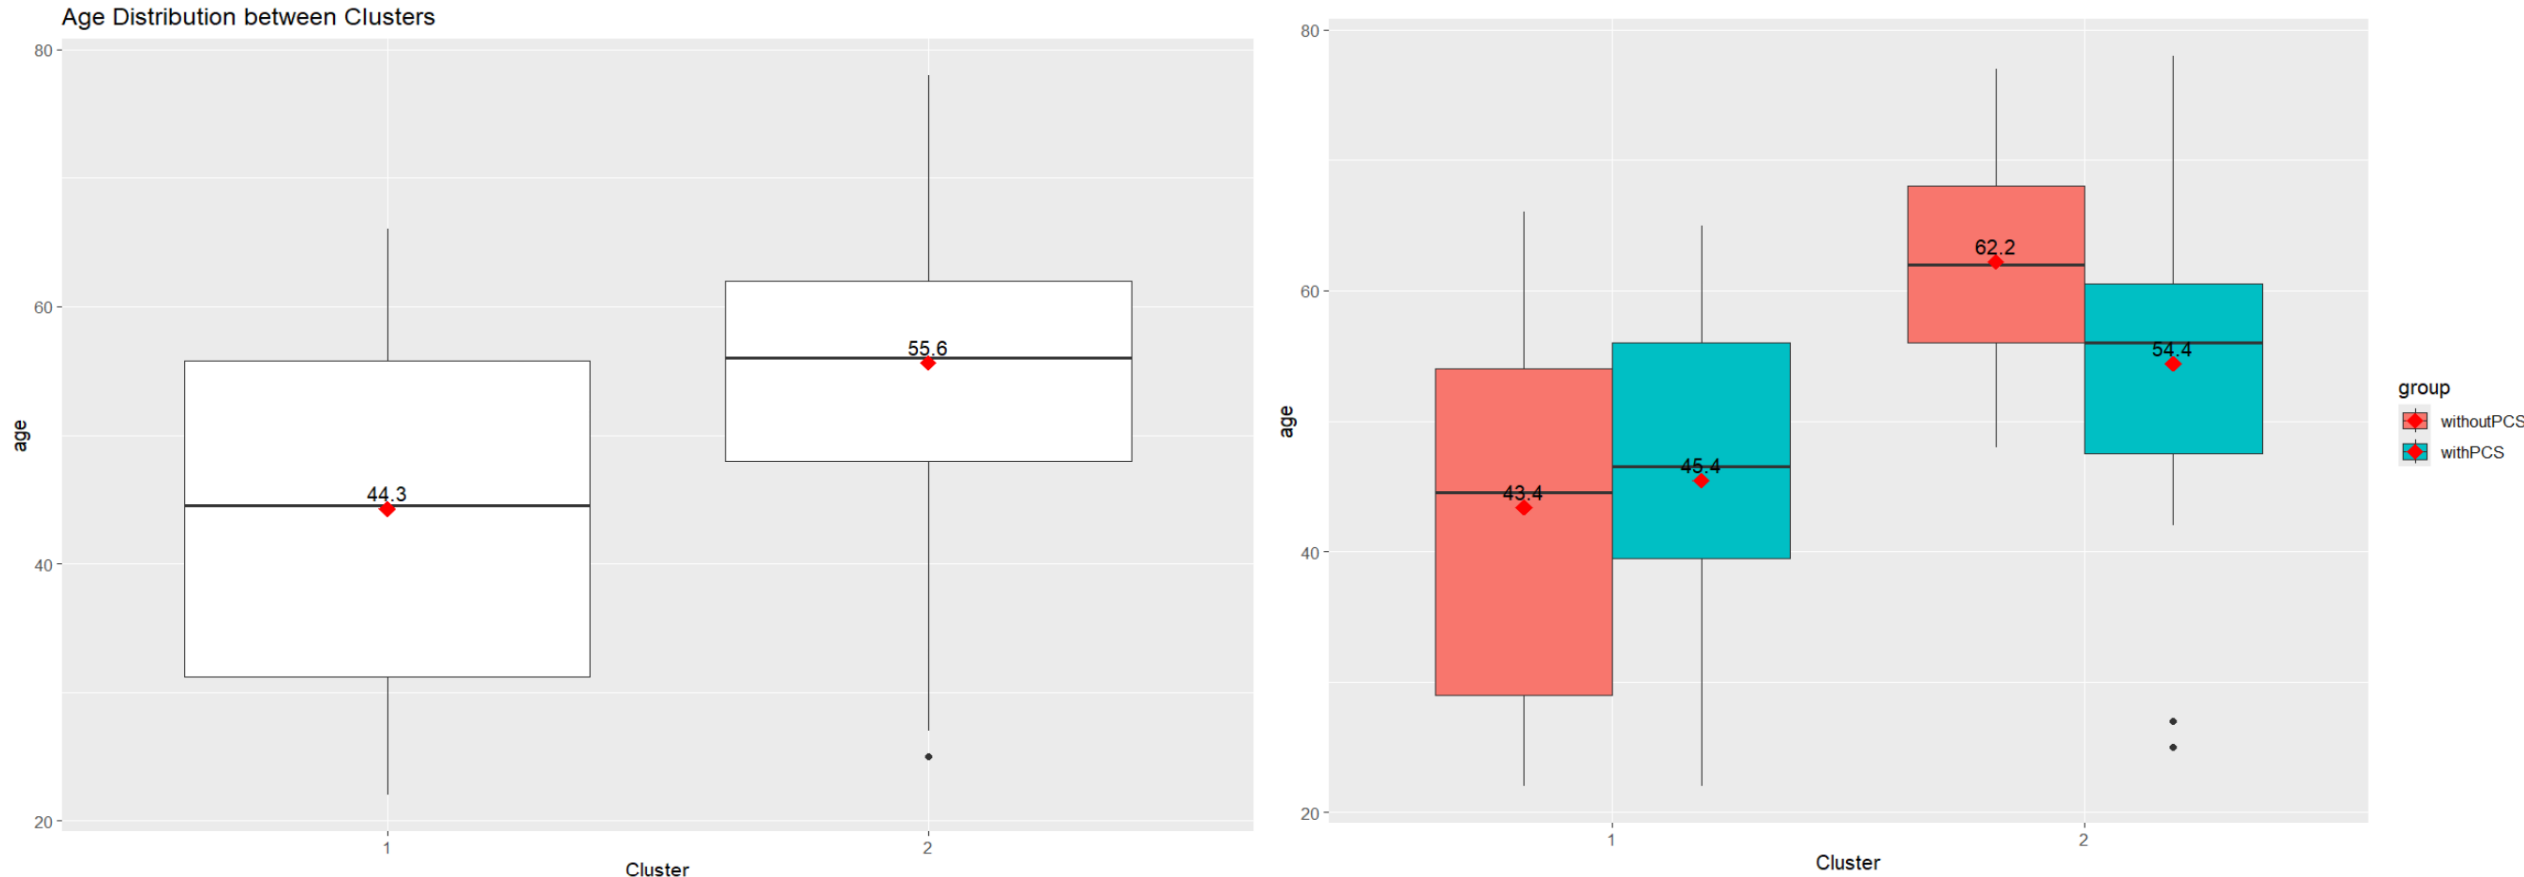 Age Distribution between Clusters
80
60
40
20
age
44.3
55.6
1
2
Cluster
80
60
40
20
age
43.4
45.4
62.2
54.4
1
2
Cluster
group
withoutPCS
withPCS